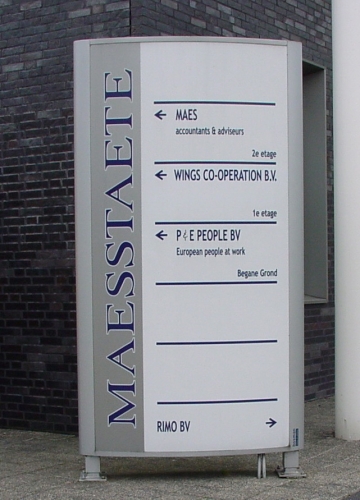 MAESSTAETE
← MAES
accountants & adviseurs
2e etage
← WINGS CO-OPERATION B.V.
1e etage
← P&E PEOPLE BV
European people at work
Begane Grond
RIMO BV →